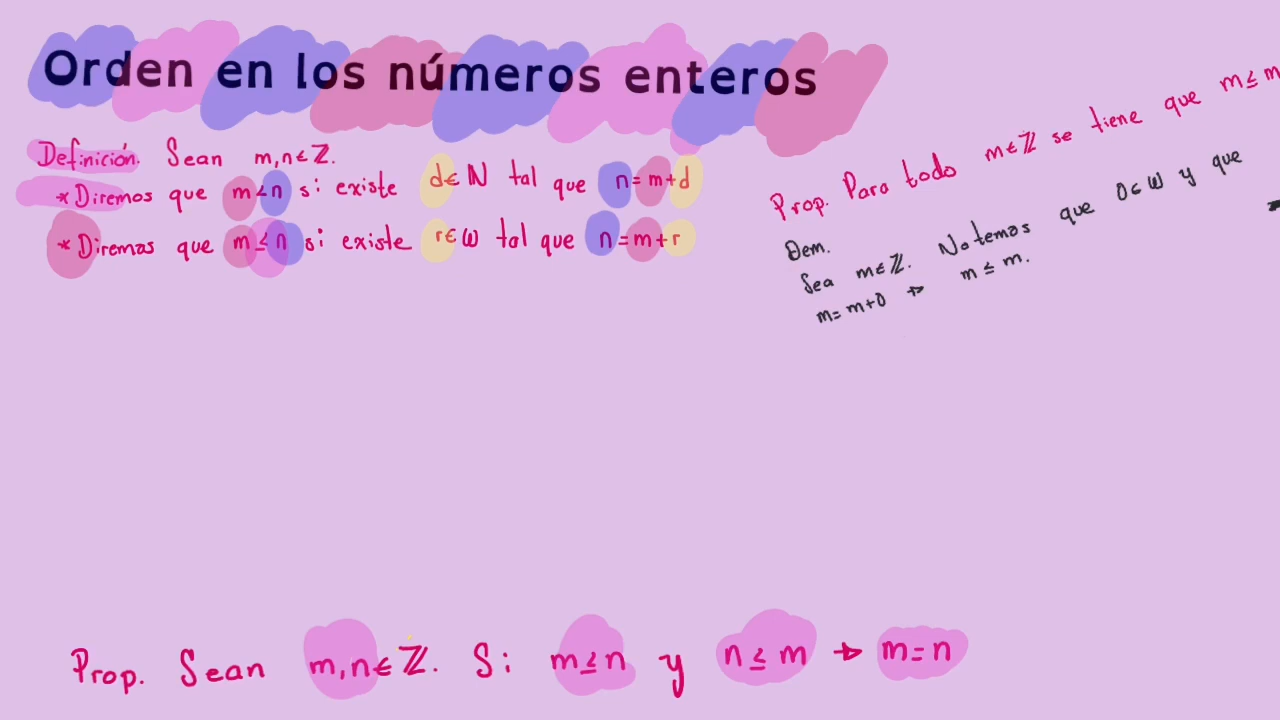 Orden en los números enteros
Definición. Sean m,n∈ℤ.
* Diremos que m<n si existe d∈ℕ tal que n=m+d
* Diremos que m≤n si existe r∈ω tal que n=m+r
Prop. Para todo m∈ℤ se tiene que m≤m
Dem.
Sea m∈ℤ. Notemos que 0∈ω y que
m=m+0 → m≤m.
Prop. Sean m,n∈ℤ. Si m≤n y n≤m → m=n